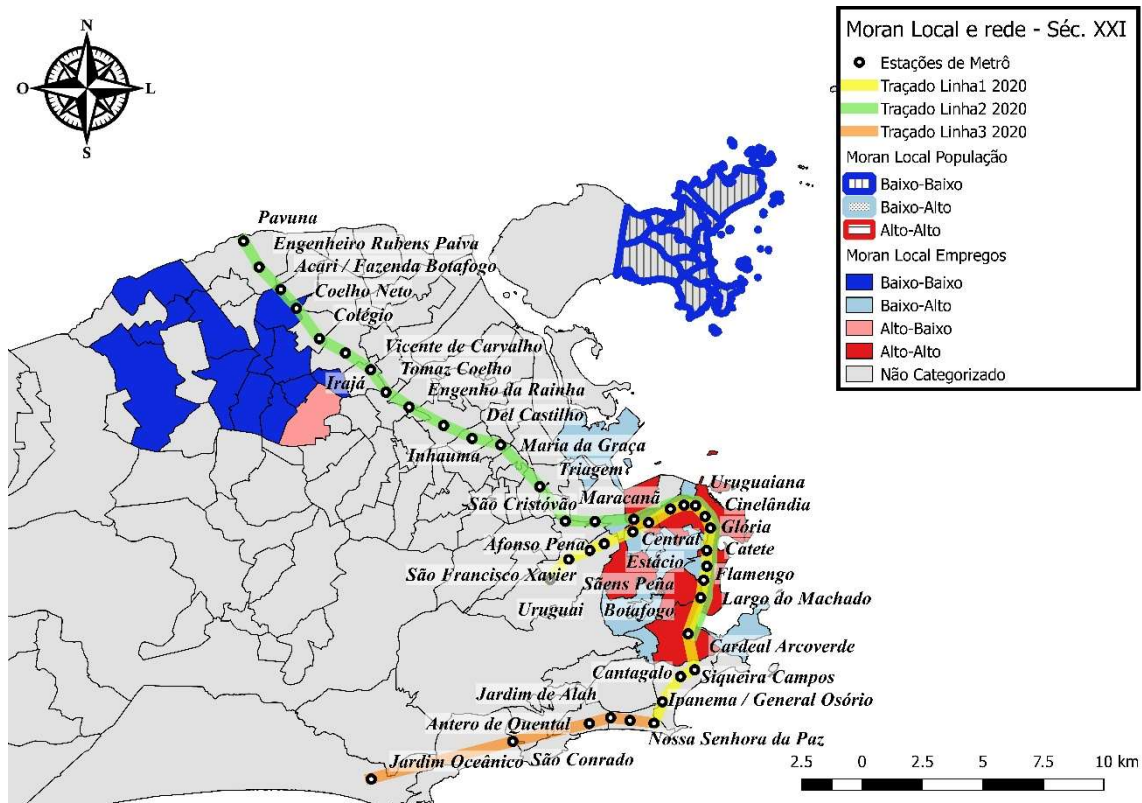 N
O
L
S
Moran Local e rede - Séc. XXI
Estações de Metrô
Traçado Linha1 2020
Traçado Linha2 2020
Traçado Linha3 2020
Moran Local População
Baixo-Baixo
Baixo-Alto
Alto-Alto
Moran Local Empregos
Baixo-Baixo
Baixo-Alto
Alto-Baixo
Alto-Alto
Não Categorizado
Pavuna
Engenheiro Rubens Paiva
Acari / Fazenda Botafogo
Coelho Neto
Colégio
Vicente de Carvalho
Tomaz Coelho
Irajá
Engenho da Rainha
Del Castilho
Inhauma
Maria da Graça
Triagem
Uruguaiana
São Cristóvão
Maracanã
Cinelândia
Glória
Afonso Pena
Central
Catete
Estácio
São Francisco Xavier
Sãens Peña
Flamengo
Uruguai
Botafogo
Largo do Machado
Cardeal Arcoverde
Cantagalo
Siqueira Campos
Jardim de Alah
Ipanema / General Osório
Antero de Quental
Nossa Senhora da Paz
Jardim Oceânico
São Conrado
2.5 0 2.5 5 7.5 10 km